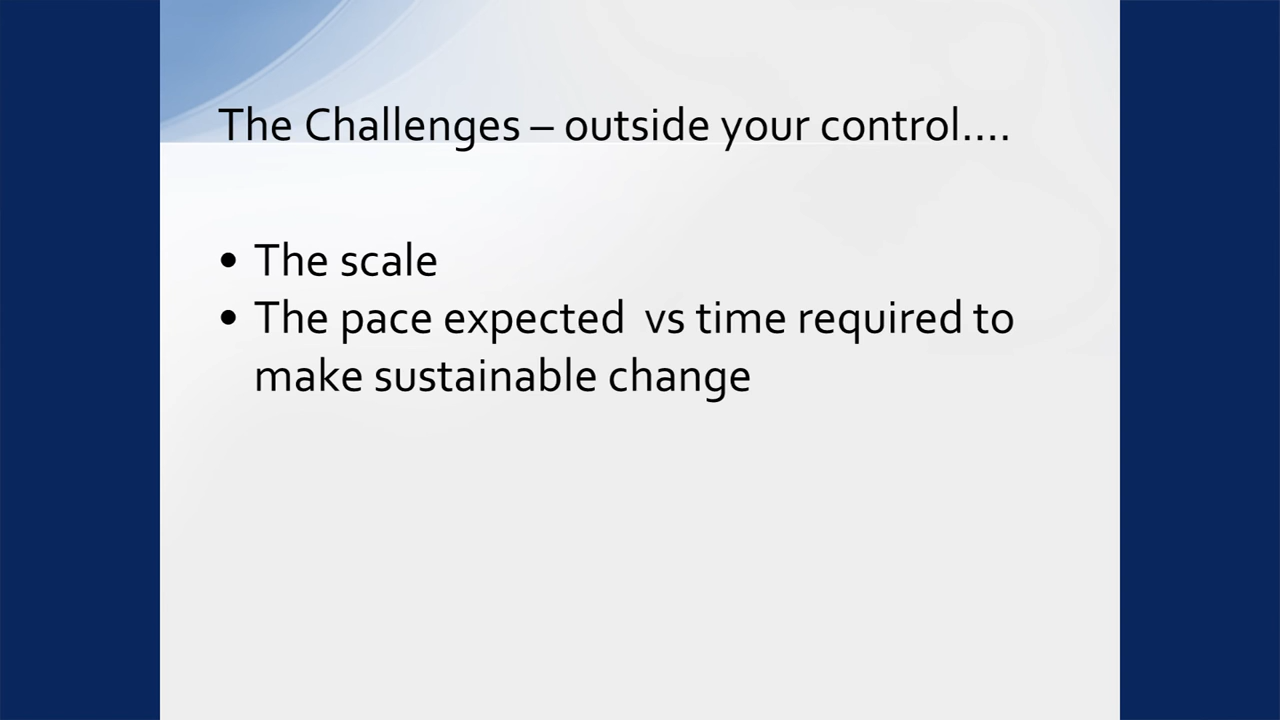 The Challenges – outside your control....
• The scale
• The pace expected  vs time required to
make sustainable change